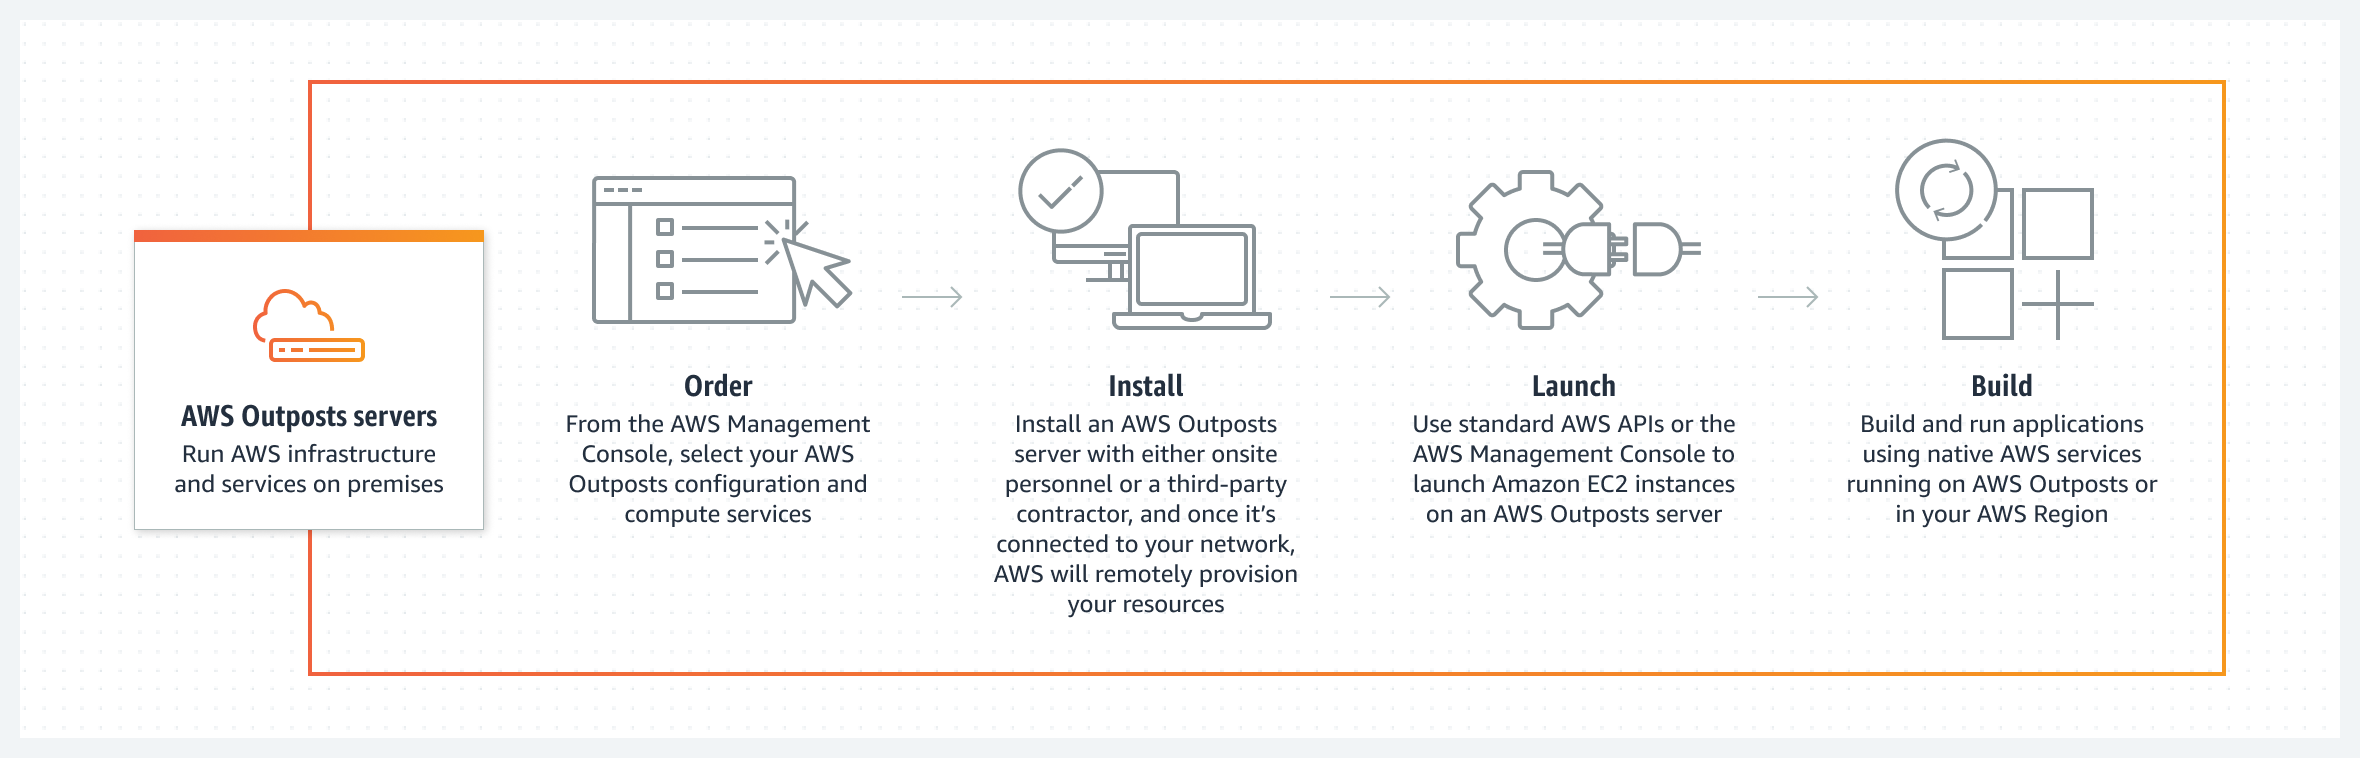 AWS Outposts servers
Run AWS infrastructure
and services on premises
Order
From the AWS Management
Console, select your AWS
Outposts configuration and
compute services
Install
Install an AWS Outposts
server with either onsite
personnel or a third-party
contractor, and once it’s
connected to your network,
AWS will remotely provision
your resources
Launch
Use standard AWS APIs or the
AWS Management Console to
launch Amazon EC2 instances
on an AWS Outposts server
Build
Build and run applications
using native AWS services
running on AWS Outposts or
in your AWS Region